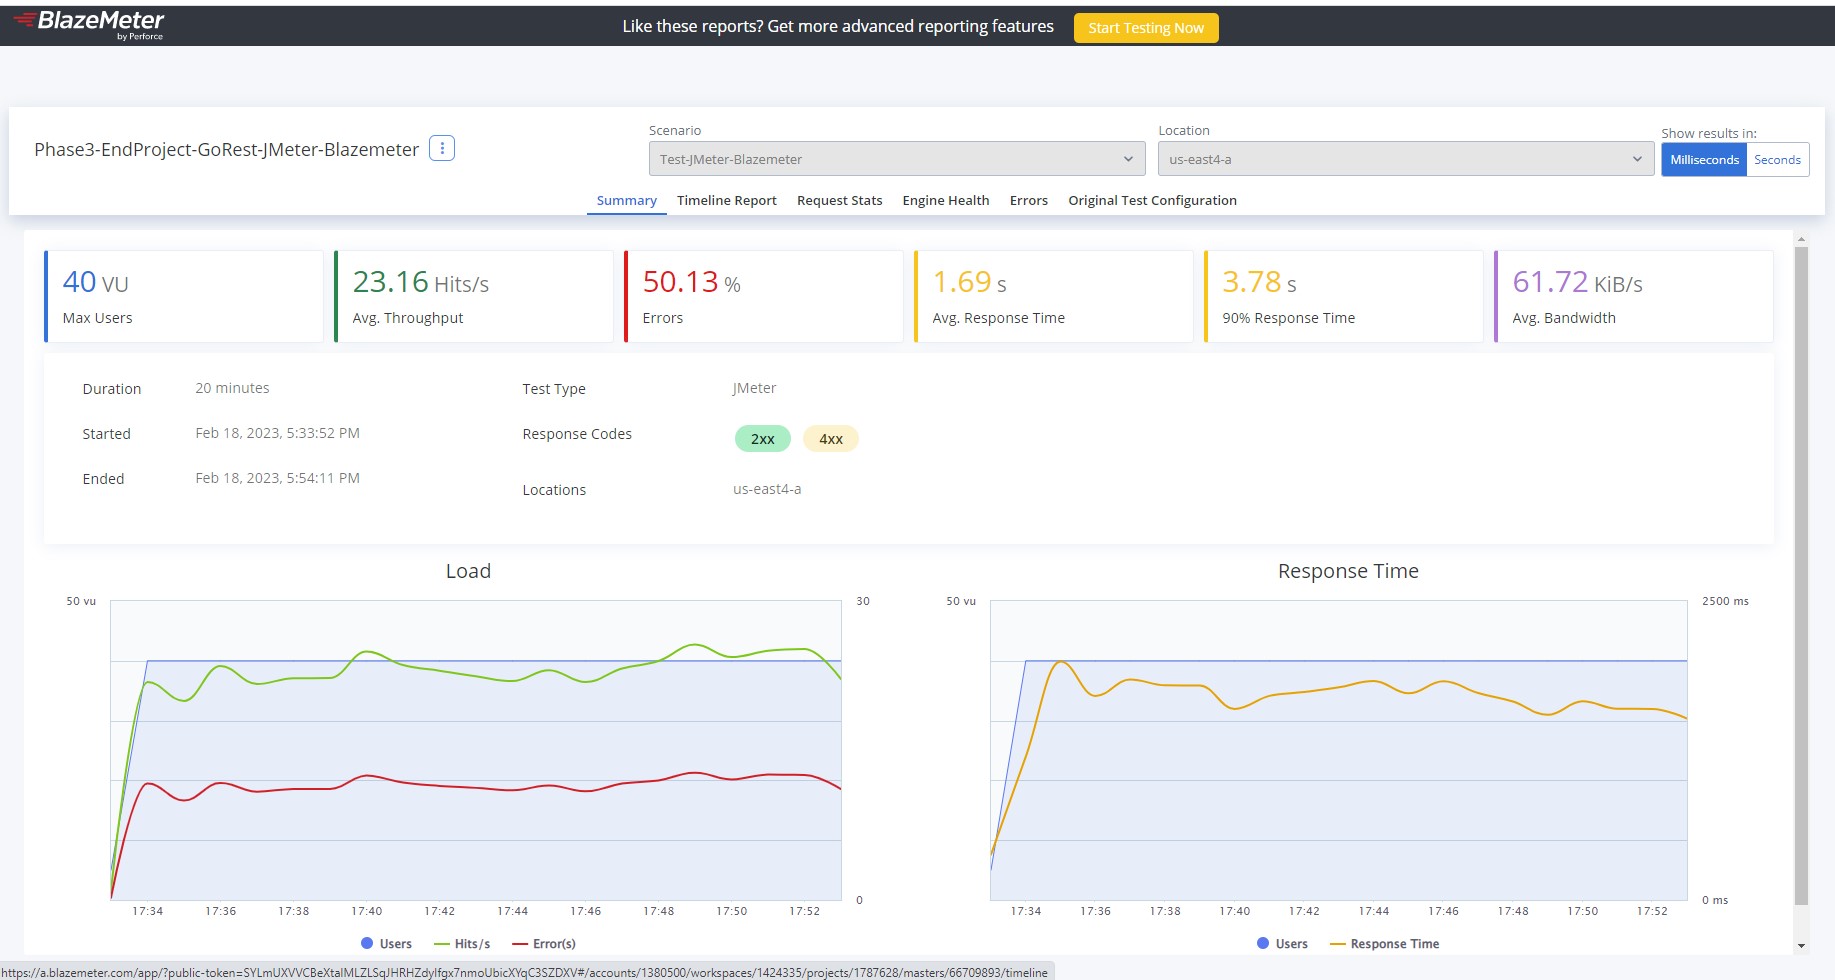 BlazeMeter
by Perforce
Like these reports? Get more advanced reporting features
Start Testing Now
Phase3-EndProject-GoRest-JMeter-Blazemeter
Scenario
Test-JMeter-Blazemeter
Location
us-east4-a
Show results in:
Milliseconds Seconds
Summary Timeline Report Request Stats Engine Health Errors Original Test Configuration
40 VU
Max Users
23.16 Hits/s
Avg. Throughput
50.13 %
Errors
1.69 s
Avg. Response Time
3.78 s
90% Response Time
61.72 KiB/s
Avg. Bandwidth
Duration 20 minutes
Started Feb 18, 2023, 5:33:52 PM
Ended Feb 18, 2023, 5:54:11 PM
Test Type JMeter
Response Codes 2xx 4xx
Locations us-east4-a
Load
50 vu 30
0
17:34 17:36 17:38 17:40 17:42 17:44 17:46 17:48 17:50 17:52
Users Hits/s Error(s)
Response Time
50 vu 2500 ms
0 ms
17:34 17:36 17:38 17:40 17:42 17:44 17:46 17:48 17:50 17:52
Users Response Time
https://a.blazemeter.com/app/?public-token=SYLmUXVVCBeXtaIMLZLSqJHRHZdyIfgx7nmoUbicXYqC3SZDXV#/accounts/1380500/workspaces/1424335/projects/1787628/masters/66709893/timeline